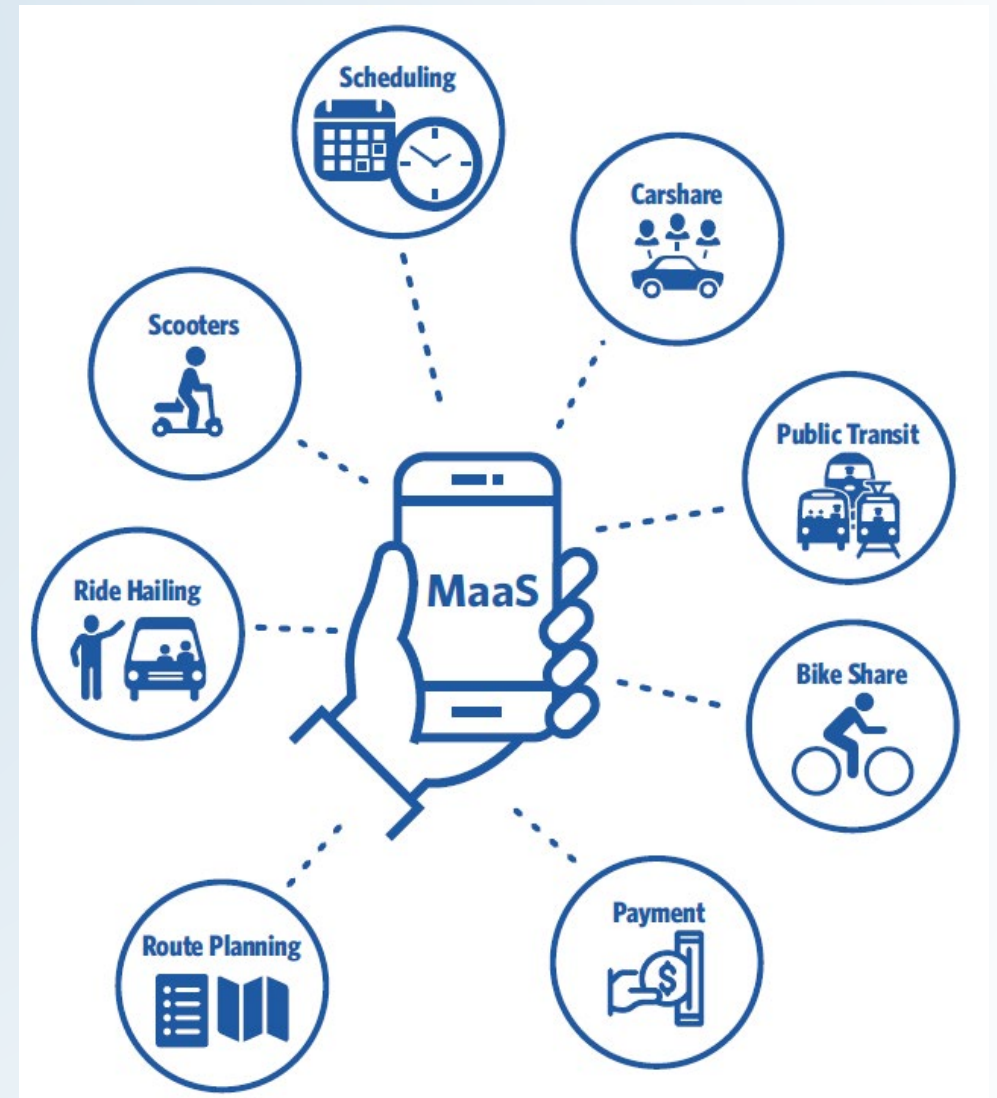 Scheduling
Carshare
Scooters
Public Transit
MaaS
Ride Hailing
Bike Share
Payment
$
Route Planning